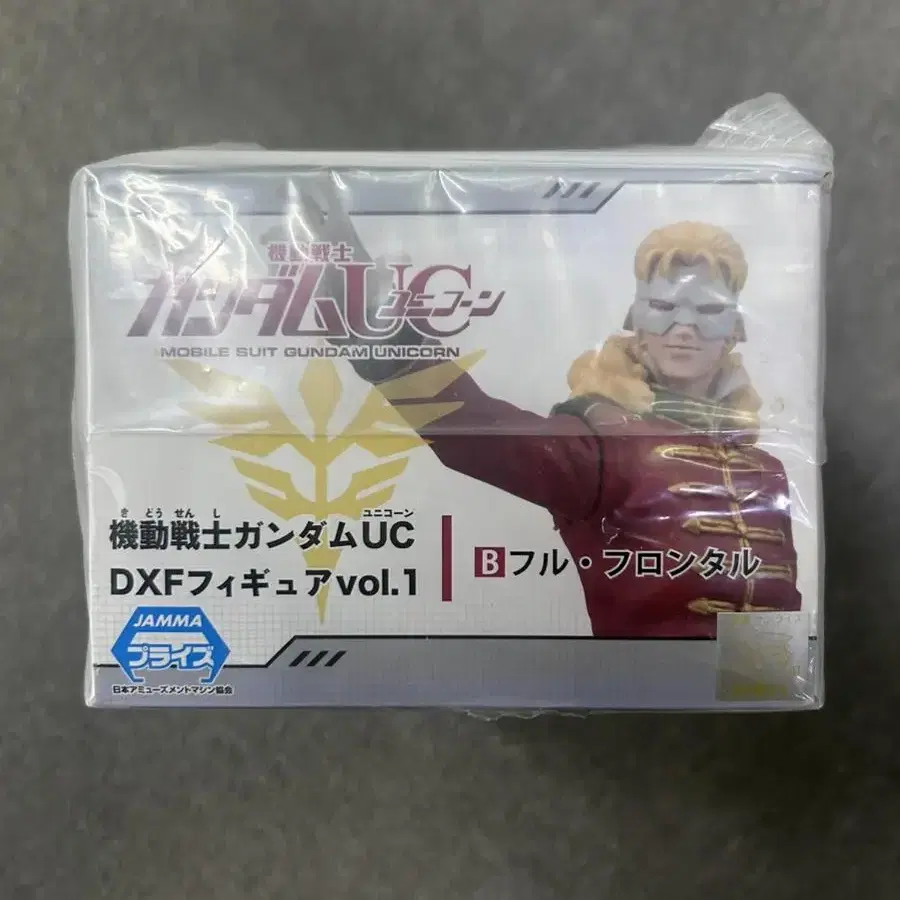 機動戦士
ガンダムUC
ユニコーン
MOBILE SUIT GUNDAM UNICORN
き どう せん し ユニコーン
機動戦士ガンダムUC
DXFフィギュアvol.1
B フル・フロンタル
JAMMA
プライズ
日本アミューズメントマシン協会